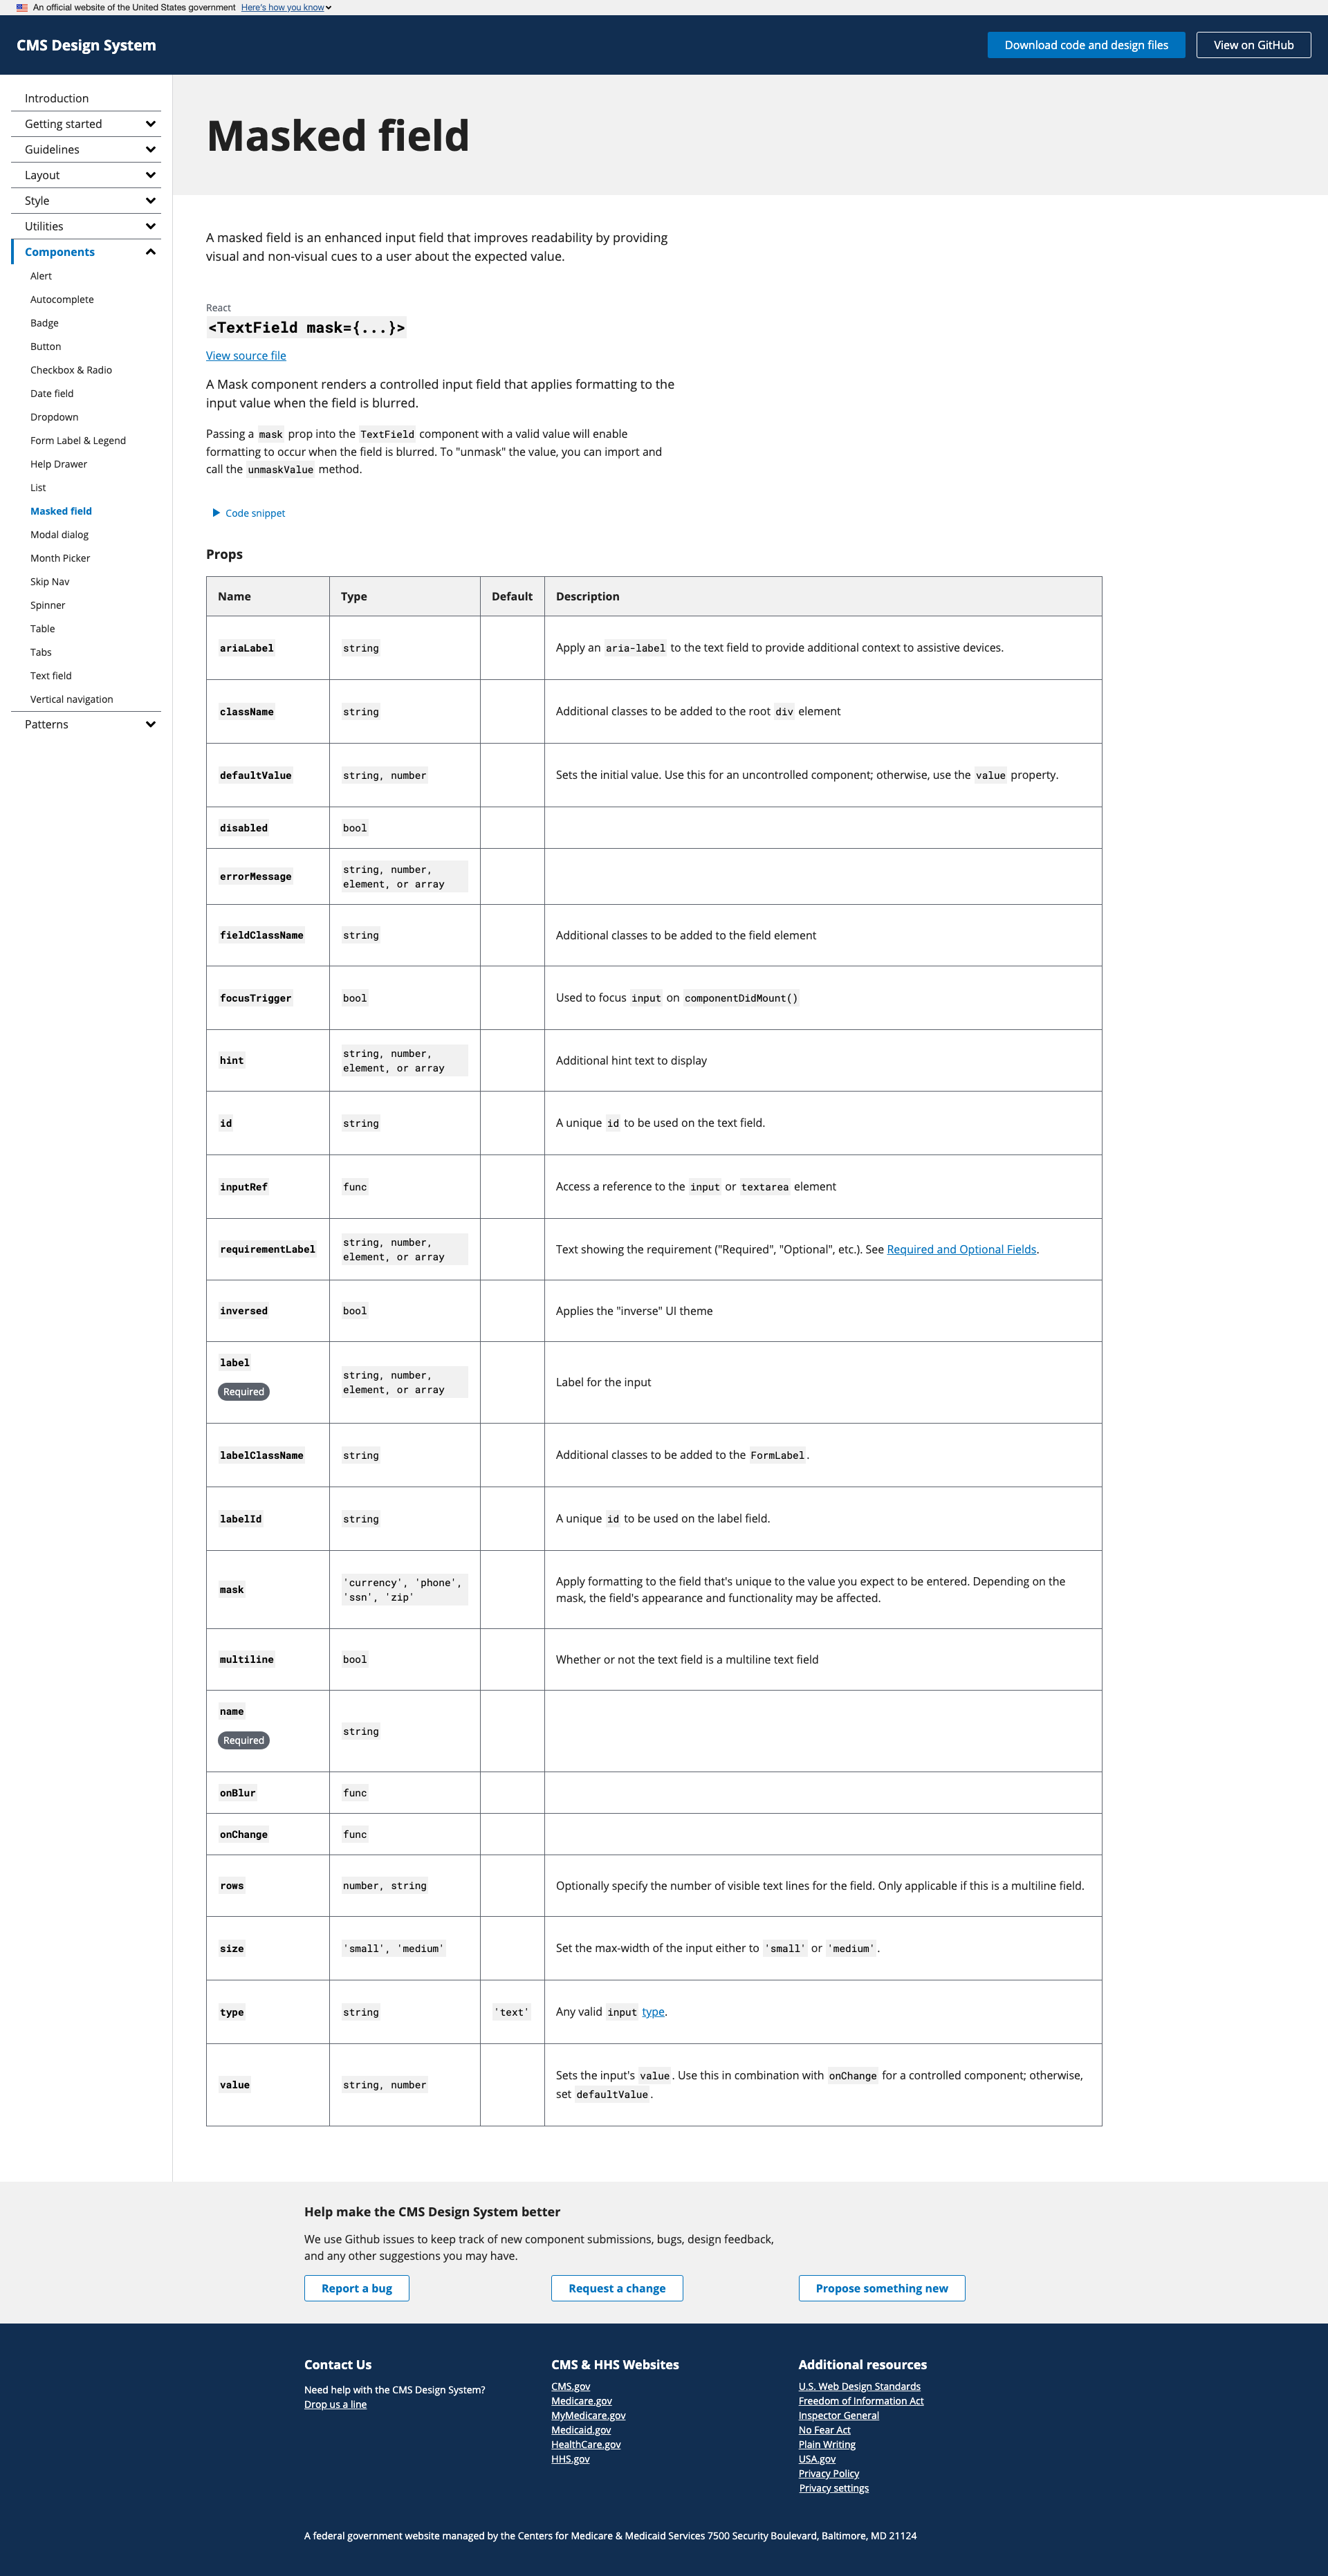 An official website of the United States government Here's how you know
CMS Design System
Download code and design files
View on GitHub
Introduction
Getting started
Guidelines
Layout
Style
Utilities
Components
Alert
Autocomplete
Badge
Button
Checkbox & Radio
Date field
Dropdown
Form Label & Legend
Help Drawer
List
Masked field
Modal dialog
Month Picker
Skip Nav
Spinner
Table
Tabs
Text field
Vertical navigation
Patterns
Masked field
A masked field is an enhanced input field that improves readability by providing
visual and non-visual cues to a user about the expected value.
React
<TextField mask={...}>
View source file
A Mask component renders a controlled input field that applies formatting to the
input value when the field is blurred.
Passing a mask prop into the TextField component with a valid value will enable
formatting to occur when the field is blurred. To "unmask" the value, you can import and
call the unmaskValue method.
Code snippet
Props
Name Type Default Description
ariaLabel string Apply an aria-label to the text field to provide additional context to assistive devices.
className string Additional classes to be added to the root div element
defaultValue string, number Sets the initial value. Use this for an uncontrolled component; otherwise, use the value property.
disabled bool
errorMessage string, number,
element, or array
fieldClassName string Additional classes to be added to the field element
focusTrigger bool Used to focus input on componentDidMount()
hint string, number,
element, or array
Additional hint text to display
id string A unique id to be used on the text field.
inputRef func Access a reference to the input or textarea element
requirementLabel string, number,
element, or array
Text showing the requirement ("Required", "Optional", etc.). See Required and Optional Fields.
inversed bool Applies the "inverse" UI theme
label
Required
string, number,
element, or array
Label for the input
labelClassName string Additional classes to be added to the FormLabel.
labelId string A unique id to be used on the label field.
mask 'currency', 'phone',
'ssn', 'zip'
Apply formatting to the field that's unique to the value you expect to be entered. Depending on the
mask, the field's appearance and functionality may be affected.
multiline bool Whether or not the text field is a multiline text field
name
Required
string
onBlur func
onChange func
rows number, string Optionally specify the number of visible text lines for the field. Only applicable if this is a multiline field.
size 'small', 'medium' Set the max-width of the input either to 'small' or 'medium'.
type string 'text' Any valid input type.
value string, number Sets the input's value. Use this in combination with onChange for a controlled component; otherwise,
set defaultValue.
Help make the CMS Design System better
We use Github issues to keep track of new component submissions, bugs, design feedback,
and any other suggestions you may have.
Report a bug
Request a change
Propose something new
Contact Us
Need help with the CMS Design System?
Drop us a line
CMS & HHS Websites
CMS.gov
Medicare.gov
MyMedicare.gov
Medicaid.gov
HealthCare.gov
HHS.gov
Additional resources
U.S. Web Design Standards
Freedom of Information Act
Inspector General
No Fear Act
Plain Writing
USA.gov
Privacy Policy
Privacy settings
A federal government website managed by the Centers for Medicare & Medicaid Services 7500 Security Boulevard, Baltimore, MD 21124